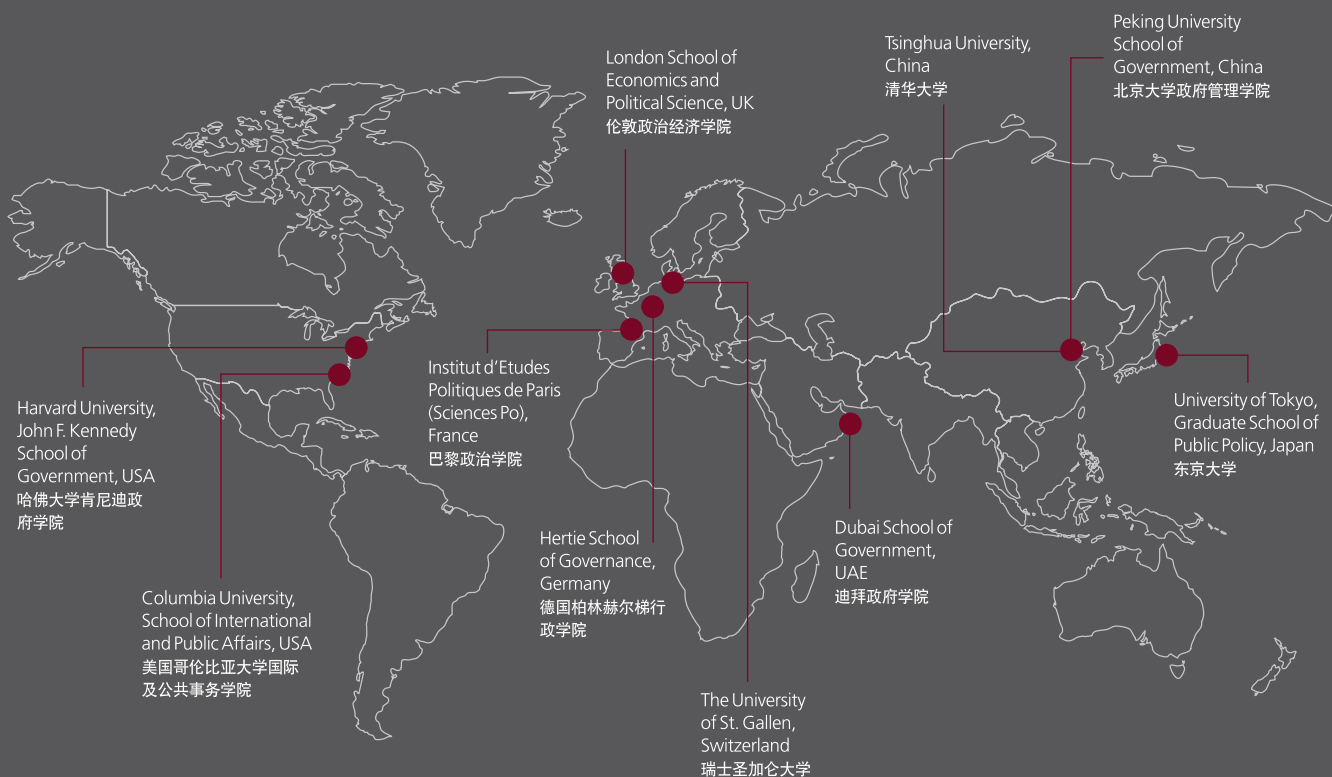 Peking University
School of
Government, China
北京大学政府管理学院
Tsinghua University,
China
清华大学
London School of
Economics and
Political Science, UK
伦敦政治经济学院
Institut d’Etudes
Politiques de Paris
(Sciences Po),
France
巴黎政治学院
Harvard University,
John F. Kennedy
School of
Government, USA
哈佛大学肯尼迪政
府学院
University of Tokyo,
Graduate School of
Public Policy, Japan
东京大学
Hertie School
of Governance,
Germany
德国柏林赫尔梯行
政学院
Dubai School of
Government,
UAE
迪拜政府学院
Columbia University,
School of International
and Public Affairs, USA
美国哥伦比亚大学国际
及公共事务学院
The University
of St. Gallen,
Switzerland
瑞士圣加仑大学